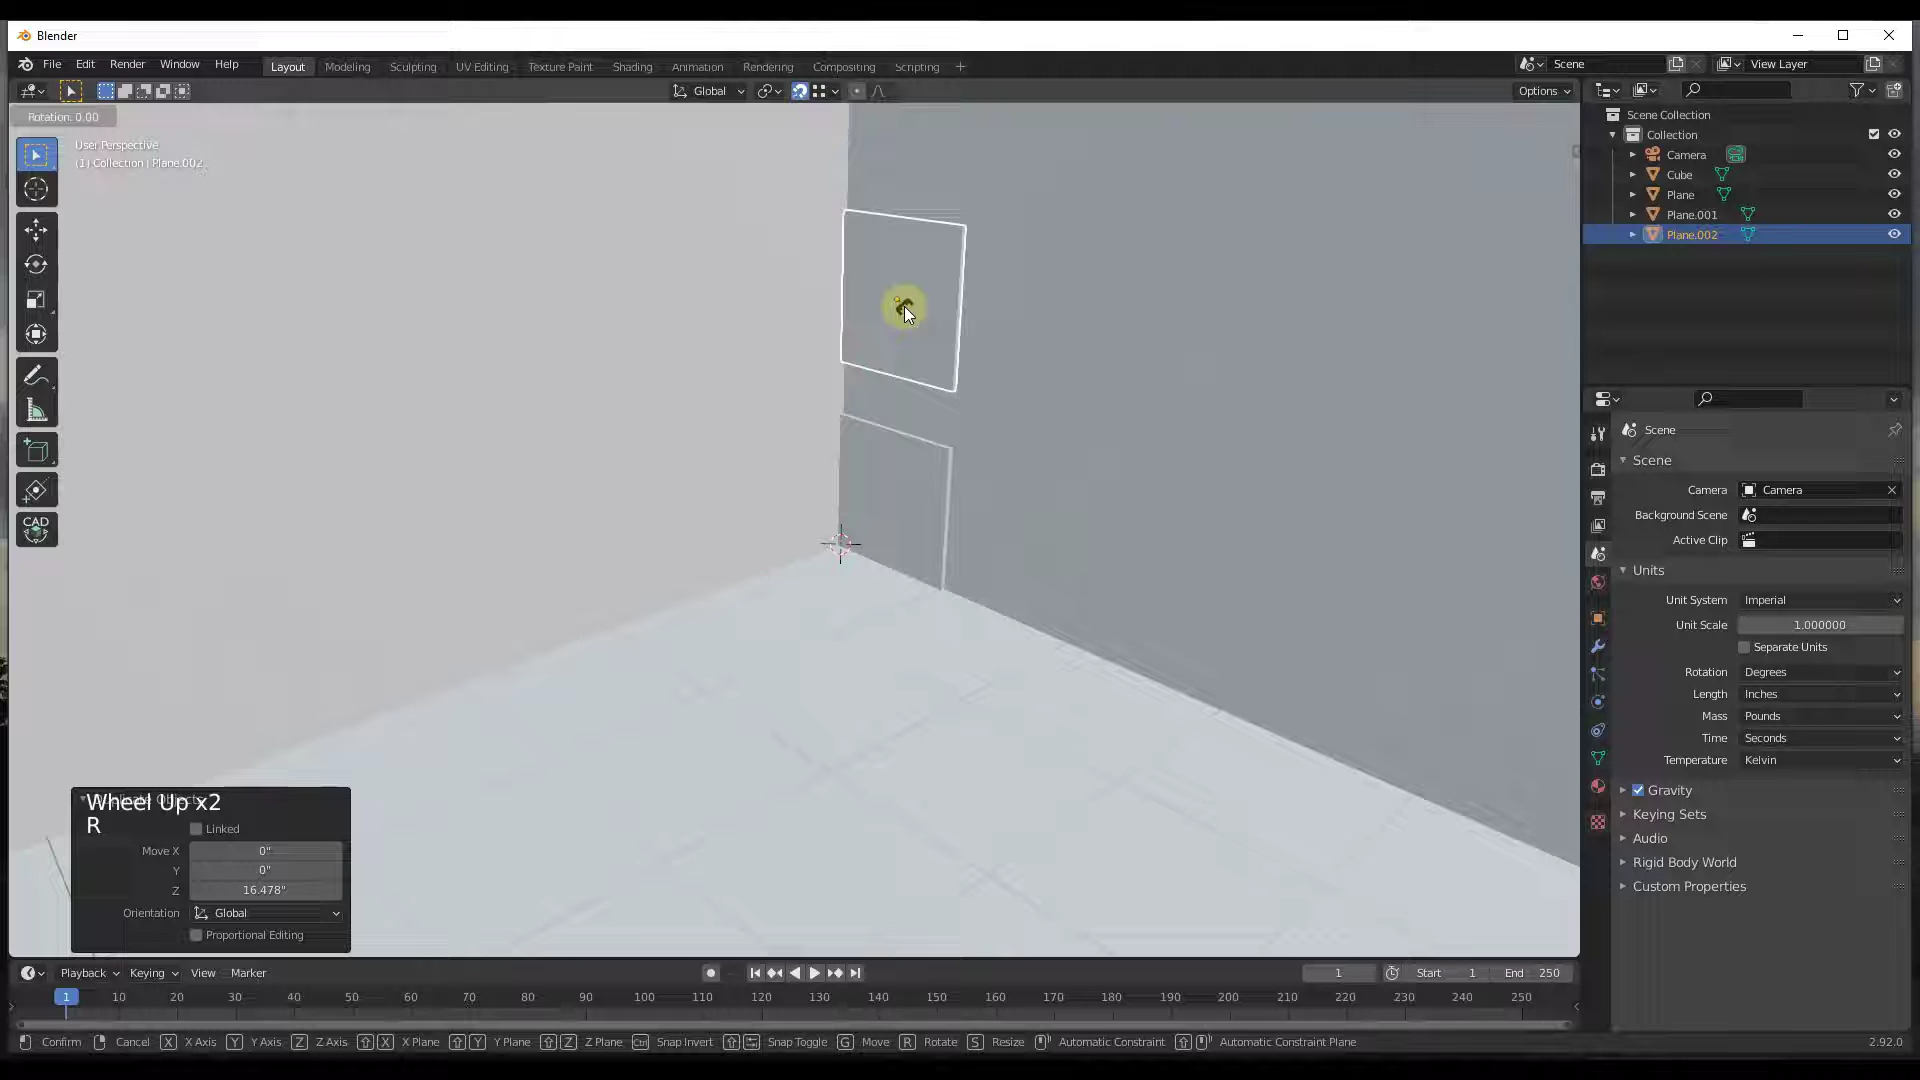 Blender
File Edit Render Window Help
Layout Modeling Sculpting UV Editing Texture Paint Shading Animation Rendering Compositing Scripting +
Scene
View Layer
Global
Options
Rotation: 0.00
User Perspective
(1) Collection | Plane.002
CAD
Scene Collection
Collection
Camera
Cube
Plane
Plane.001
Plane.002
Scene
Scene
Camera Camera
Background Scene
Active Clip
Units
Unit System Imperial
Unit Scale 1.000000
Separate Units
Rotation Degrees
Length Inches
Mass Pounds
Time Seconds
Temperature Kelvin
Gravity
Keying Sets
Audio
Rigid Body World
Custom Properties
Wheel Up x2
R
Linked
Move X 0"
Y 0"
Z 16.478"
Orientation Global
Proportional Editing
Playback Keying View Marker
1 Start 1 End 250
1 10 20 30 40 50 60 70 80 90 100 110 120 130 140 150 160 170 180 190 200 210 220 230 240 250
Confirm Cancel X X Axis Y Y Axis Z Z Axis X X Plane Y Y Plane Z Z Plane Ctrl Snap Invert Snap Toggle G Move R Rotate S Resize Automatic Constraint Automatic Constraint Plane 2.92.0